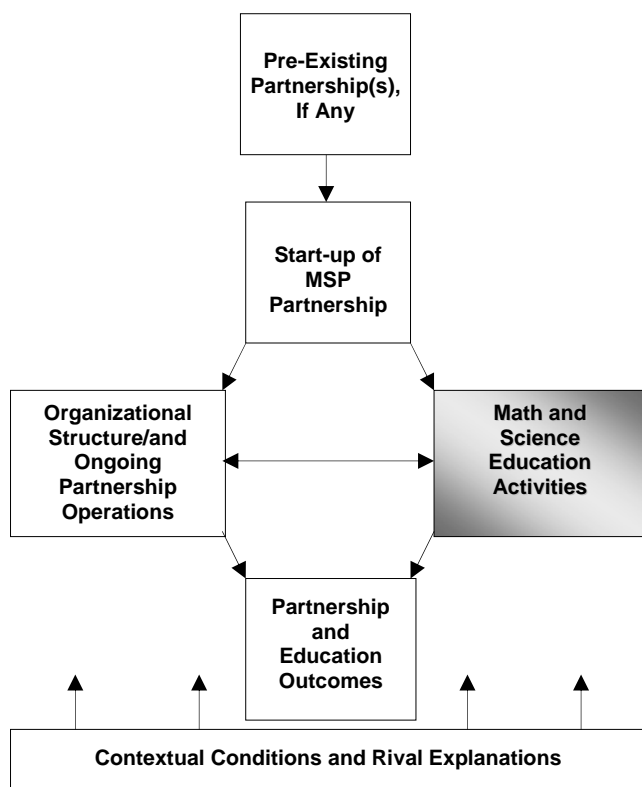 Pre-Existing
Partnership(s),
If Any
Start-up of
MSP
Partnership
Organizational
Structure/and
Ongoing
Partnership
Operations
Math and
Science
Education
Activities
Partnership
and
Education
Outcomes
Contextual Conditions and Rival Explanations